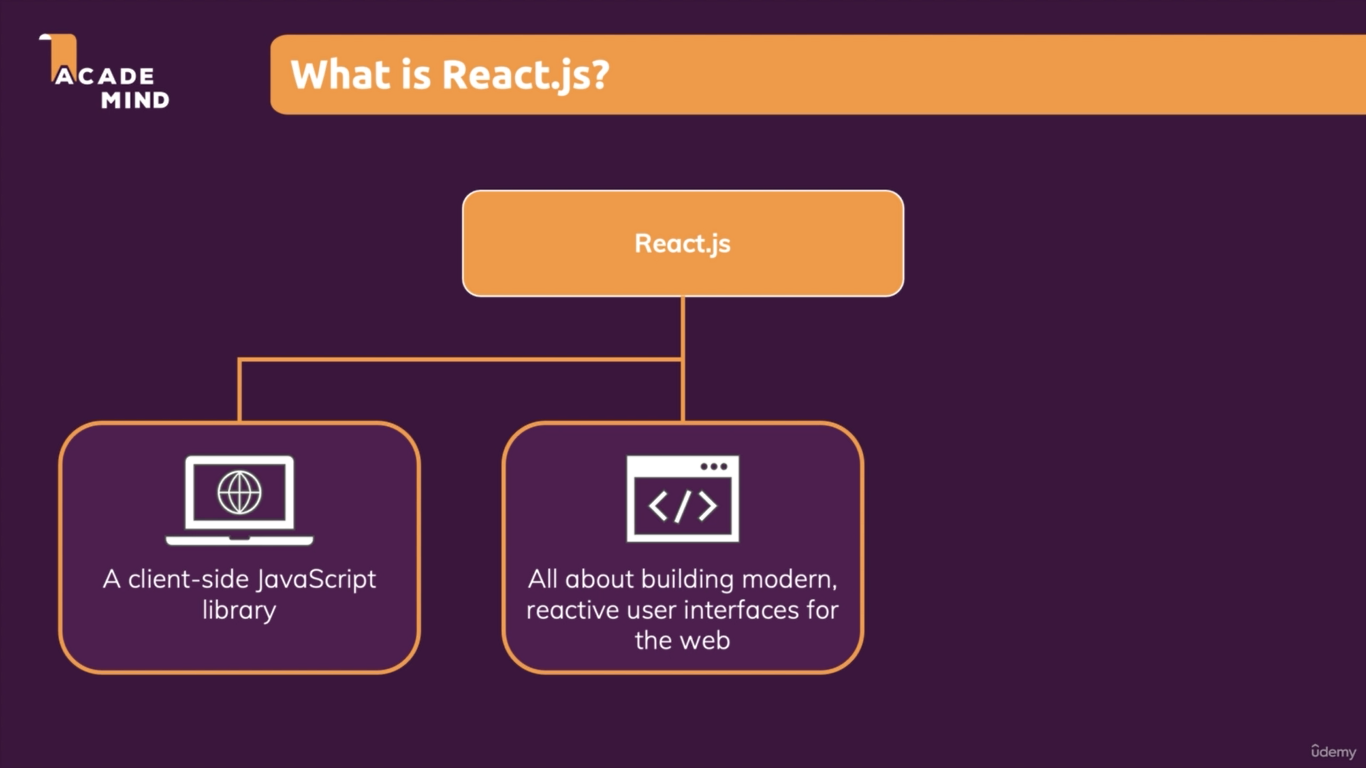 ACADE
MIND
What is React.js?
React.js
</>
A client-side JavaScript
library
All about building modern,
reactive user interfaces for
the web
ûdemy